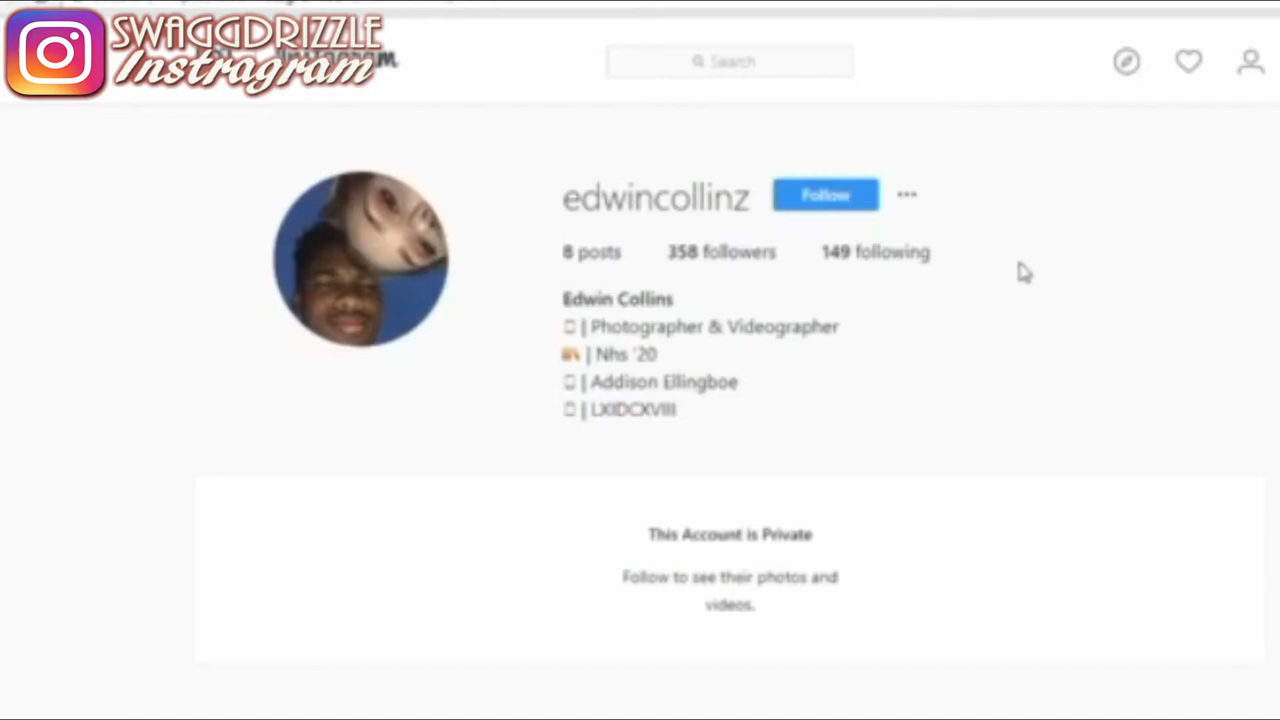 SWAGGDRIZZLE
Instragram
Search
edwincollinz
Follow
8 posts 358 followers 149 following
Edwin Collins
| Photographer & Videographer
| Nhs '20
| Addison Ellingboe
| LXIDCXVIII
This Account is Private
Follow to see their photos and
videos.